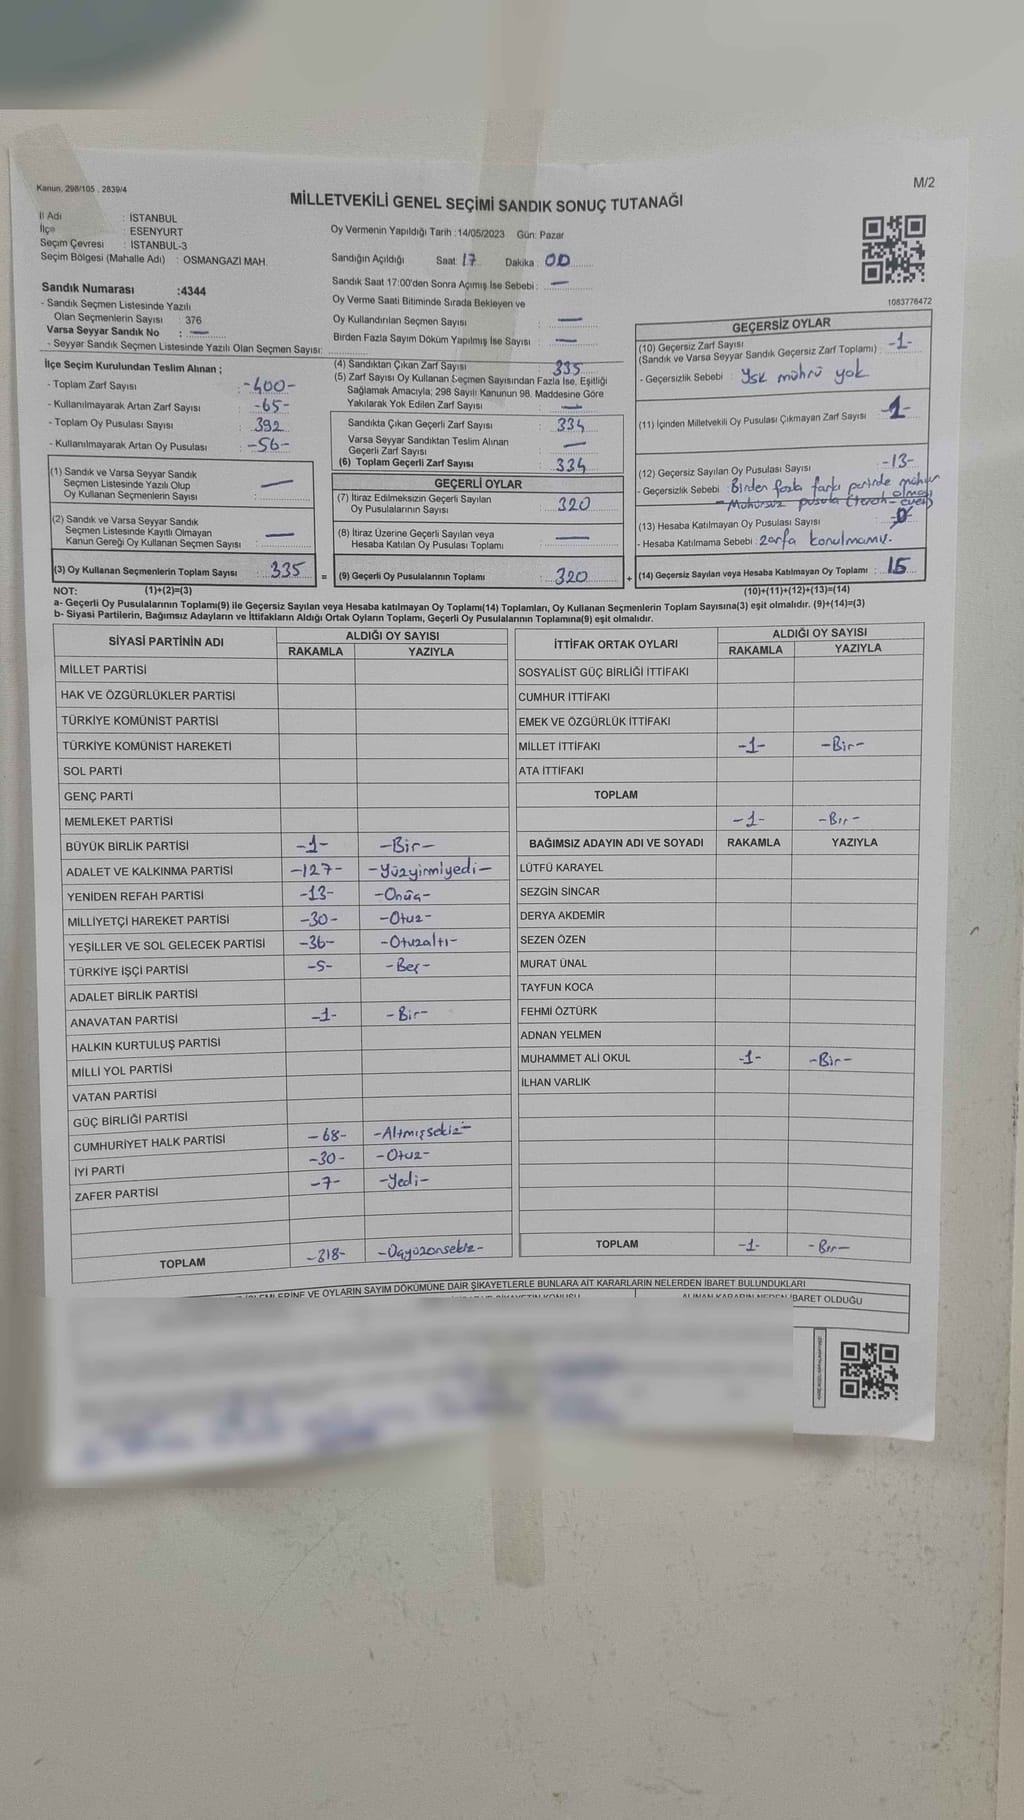 Kanun. 298/105 . 2839/4
M/2
MİLLETVEKİLİ GENEL SEÇİMİ SANDIK SONUÇ TUTANAĞI
İl Adı : İSTANBUL
İlçe : ESENYURT
Seçim Çevresi : İSTANBUL-3
Seçim Bölgesi (Mahalle Adı) : OSMANGAZİ MAH.
Sandık Numarası :4344
- Sandık Seçmen Listesinde Yazılı
Olan Seçmenlerin Sayısı : 376
Varsa Seyyar Sandık No : —
- Seyyar Sandık Seçmen Listesinde Yazılı Olan Seçmen Sayısı:
Oy Vermenin Yapıldığı Tarih :14/05/2023 Gün: Pazar
Sandığın Açıldığı Saat: 17 Dakika : 00
Sandık Saat 17:00'den Sonra Açımış İse Sebebi : —
Oy Verme Saati Bitiminde Sırada Bekleyen ve
Oy Kullandırılan Seçmen Sayısı : —
Birden Fazla Sayım Döküm Yapılmış İse Sayısı : —
1083776472
İlçe Seçim Kurulundan Teslim Alınan ;
- Toplam Zarf Sayısı : -400-
- Kullanılmayarak Artan Zarf Sayısı : -65-
- Toplam Oy Pusulası Sayısı : 392
- Kullanılmayarak Artan Oy Pusulası : -56-
(1) Sandık ve Varsa Seyyar Sandık
Seçmen Listesinde Yazılı Olup
Oy Kullanan Seçmenlerin Sayısı : —
(2) Sandık ve Varsa Seyyar Sandık
Seçmen Listesinde Kayıtlı Olmayan
Kanun Gereği Oy Kullanan Seçmen Sayısı : —
(3) Oy Kullanan Seçmenlerin Toplam Sayısı : 335 =
(4) Sandıktan Çıkan Zarf Sayısı : 335
(5) Zarf Sayısı Oy Kullanan Seçmen Sayısından Fazla İse, Eşitliği
Sağlamak Amacıyla; 298 Sayılı Kanunun 98. Maddesine Göre
Yakılarak Yok Edilen Zarf Sayısı : —
Sandıkta Çıkan Geçerli Zarf Sayısı : 334
Varsa Seyyar Sandıktan Teslim Alınan
Geçerli Zarf Sayısı : —
(6) Toplam Geçerli Zarf Sayısı : 334
GEÇERLİ OYLAR
(7) İtiraz Edilmeksizin Geçerli Sayılan
Oy Pusulalarının Sayısı : 320
(8) İtiraz Üzerine Geçerli Sayılan veya
Hesaba Katılan Oy Pusulası Toplamı : —
(9) Geçerli Oy Pusulalarının Toplamı : 320 +
GEÇERSİZ OYLAR
(10) Geçersiz Zarf Sayısı
(Sandık ve Varsa Seyyar Sandık Geçersiz Zarf Toplamı) : -1-
- Geçersizlik Sebebi : Ysk mührü yok
(11) İçinden Milletvekili Oy Pusulası Çıkmayan Zarf Sayısı : -1-
(12) Geçersiz Sayılan Oy Pusulası Sayısı : -13-
- Geçersizlik Sebebi : Birden fazla farkı partide mühür
olması
- Mühürsüz pusula
(13) Hesaba Katılmayan Oy Pusulası Sayısı : 0
- Hesaba Katılmama Sebebi : zarfa konulmamış.
(14) Geçersiz Sayılan veya Hesaba Katılmayan Oy Toplamı : 15
NOT: (1)+(2)=(3) (10)+(11)+(12)+(13)=(14)
a- Geçerli Oy Pusulalarının Toplamı(9) ile Geçersiz Sayılan veya Hesaba katılmayan Oy Toplamı(14) Toplamları, Oy Kullanan Seçmenlerin Toplam Sayısına(3) eşit olmalıdır. (9)+(14)=(3)
b- Siyasi Partilerin, Bağımsız Adayların ve İttifakların Aldığı Ortak Oyların Toplamı, Geçerli Oy Pusulalarının Toplamına(9) eşit olmalıdır.
SİYASİ PARTİNİN ADI ALDIĞI OY SAYISI
RAKAMLA YAZIYLA
MİLLET PARTİSİ
HAK VE ÖZGÜRLÜKLER PARTİSİ
TÜRKİYE KOMÜNİST PARTİSİ
TÜRKİYE KOMÜNİST HAREKETİ
SOL PARTİ
GENÇ PARTİ
MEMLEKET PARTİSİ
BÜYÜK BİRLİK PARTİSİ -1- -Bir-
ADALET VE KALKINMA PARTİSİ -127- -Yüzyirmiyedi-
YENİDEN REFAH PARTİSİ -13- -Onüç-
MİLLİYETÇİ HAREKET PARTİSİ -30- -Otuz-
YEŞİLLER VE SOL GELECEK PARTİSİ -36- -Otuzaltı-
TÜRKİYE İŞÇİ PARTİSİ -5- -Beş-
ADALET BİRLİK PARTİSİ
ANAVATAN PARTİSİ -1- -Bir-
HALKIN KURTULUŞ PARTİSİ
MİLLİ YOL PARTİSİ
VATAN PARTİSİ
GÜÇ BİRLİĞİ PARTİSİ
CUMHURİYET HALK PARTİSİ -68- -Altmışsekiz-
İYİ PARTİ -30- -Otuz-
ZAFER PARTİSİ -7- -Yedi-
TOPLAM -318- -Üçyüzonsekiz-
İTTİFAK ORTAK OYLARI ALDIĞI OY SAYISI
RAKAMLA YAZIYLA
SOSYALİST GÜÇ BİRLİĞİ İTTİFAKI
CUMHUR İTTİFAKI
EMEK VE ÖZGÜRLÜK İTTİFAKI
MİLLET İTTİFAKI -1- -Bir-
ATA İTTİFAKI
TOPLAM -1- -Bir-
BAĞIMSIZ ADAYIN ADI VE SOYADI RAKAMLA YAZIYLA
LÜTFÜ KARAYEL
SEZGİN SİNCAR
DERYA AKDEMİR
SEZEN ÖZEN
MURAT ÜNAL
TAYFUN KOCA
FEHMİ ÖZTÜRK
ADNAN YELMEN
MUHAMMET ALİ OKUL -1- -Bir-
İLHAN VARLIK
TOPLAM -1- -Bir-
İŞLEMLERİNE VE OYLARIN SAYIM DÖKÜMÜNE DAİR ŞİKAYETLERLE BUNLARA AİT KARARLARIN NELERDEN İBARET BULUNDUKLARI
ALINAN KARARIN NEDEN İBARET OLDUĞU